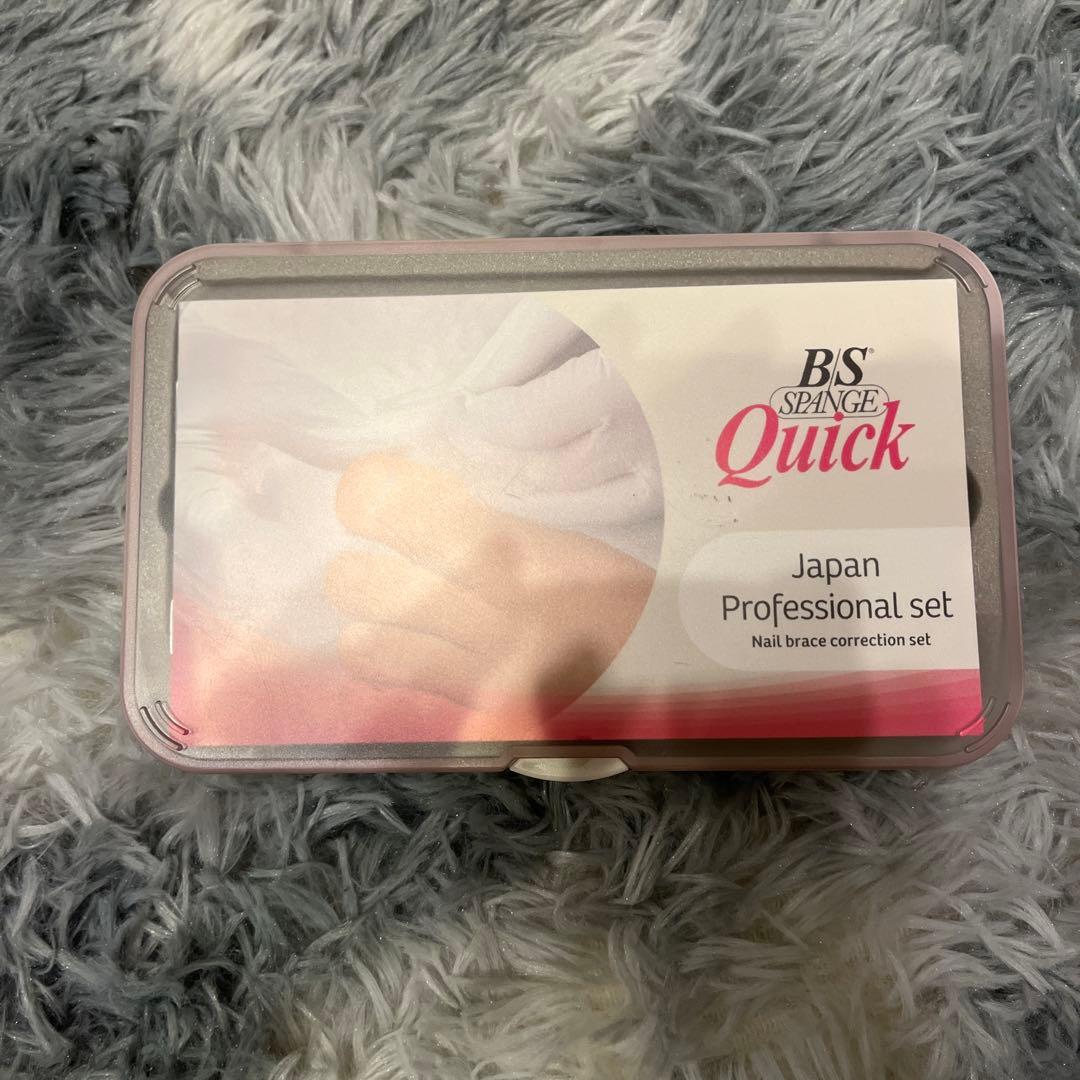 B/S®
SPANGE
Quick
Japan
Professional set
Nail brace correction set